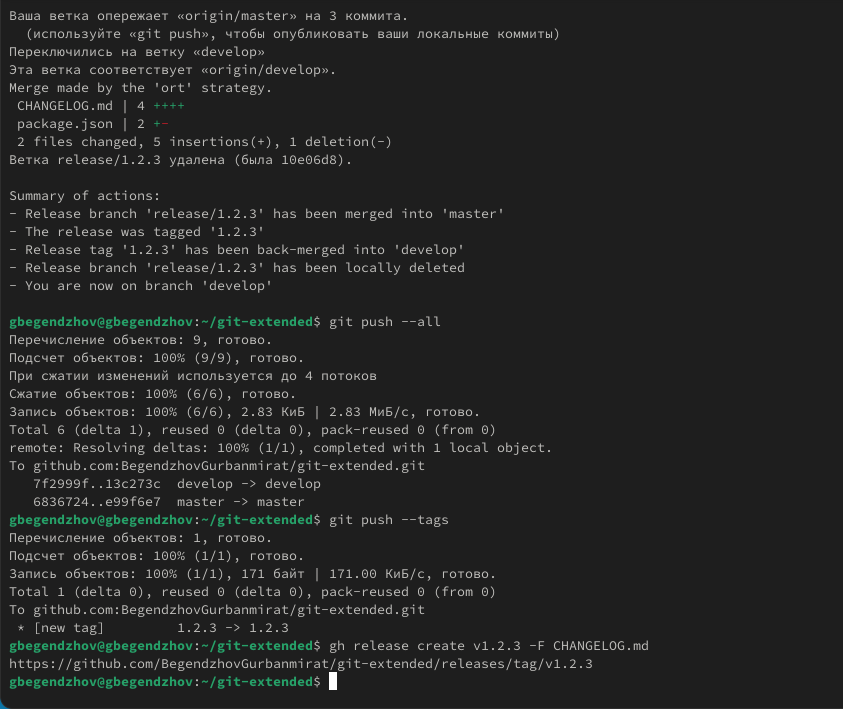 Ваша ветка опережает «origin/master» на 3 коммита.
  (используйте «git push», чтобы опубликовать ваши локальные коммиты)
Переключились на ветку «develop»
Эта ветка соответствует «origin/develop».
Merge made by the 'ort' strategy.
 CHANGELOG.md | 4 ++++
 package.json | 2 +-
 2 files changed, 5 insertions(+), 1 deletion(-)
Ветка release/1.2.3 удалена (была 10e06d8).

Summary of actions:
- Release branch 'release/1.2.3' has been merged into 'master'
- The release was tagged '1.2.3'
- Release tag '1.2.3' has been back-merged into 'develop'
- Release branch 'release/1.2.3' has been locally deleted
- You are now on branch 'develop'

gbegendzhov@gbegendzhov:~/git-extended$ git push --all
Перечисление объектов: 9, готово.
Подсчет объектов: 100% (9/9), готово.
При сжатии изменений используется до 4 потоков
Сжатие объектов: 100% (6/6), готово.
Запись объектов: 100% (6/6), 2.83 КиБ | 2.83 МиБ/с, готово.
Total 6 (delta 1), reused 0 (delta 0), pack-reused 0 (from 0)
remote: Resolving deltas: 100% (1/1), completed with 1 local object.
To github.com:BegendzhovGurbanmirat/git-extended.git
   7f2999f..13c273c  develop -> develop
   6836724..e99f6e7  master -> master
gbegendzhov@gbegendzhov:~/git-extended$ git push --tags
Перечисление объектов: 1, готово.
Подсчет объектов: 100% (1/1), готово.
Запись объектов: 100% (1/1), 171 байт | 171.00 КиБ/с, готово.
Total 1 (delta 0), reused 0 (delta 0), pack-reused 0 (from 0)
To github.com:BegendzhovGurbanmirat/git-extended.git
 * [new tag]         1.2.3 -> 1.2.3
gbegendzhov@gbegendzhov:~/git-extended$ gh release create v1.2.3 -F CHANGELOG.md
https://github.com/BegendzhovGurbanmirat/git-extended/releases/tag/v1.2.3
gbegendzhov@gbegendzhov:~/git-extended$